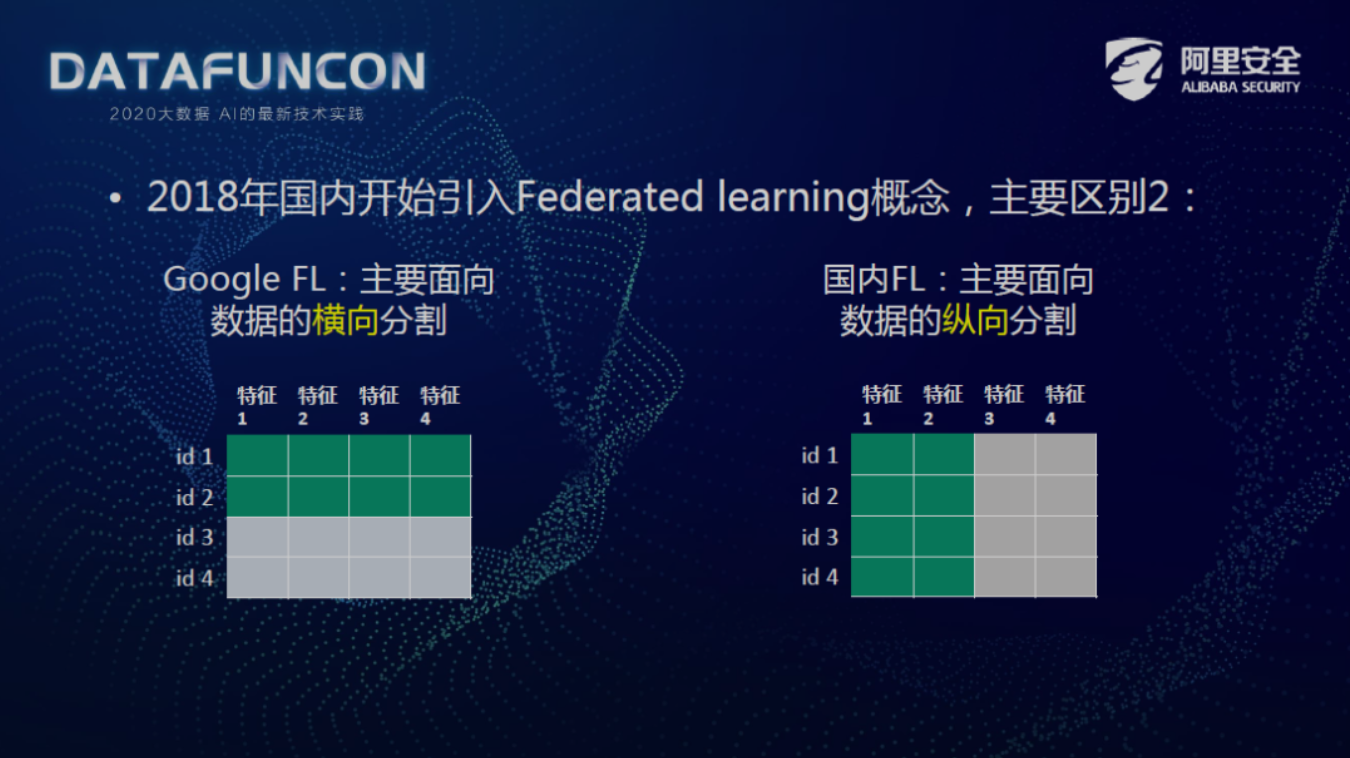 DATAFUNCON
2020大数据 AI的最新技术实践
阿里安全
ALIBABA SECURITY
• 2018年国内开始引入Federated learning概念，主要区别2：
Google FL：主要面向
数据的横向分割
特征 特征 特征 特征
1 2 3 4
id 1
id 2
id 3
id 4
国内FL：主要面向
数据的纵向分割
特征 特征 特征 特征
1 2 3 4
id 1
id 2
id 3
id 4